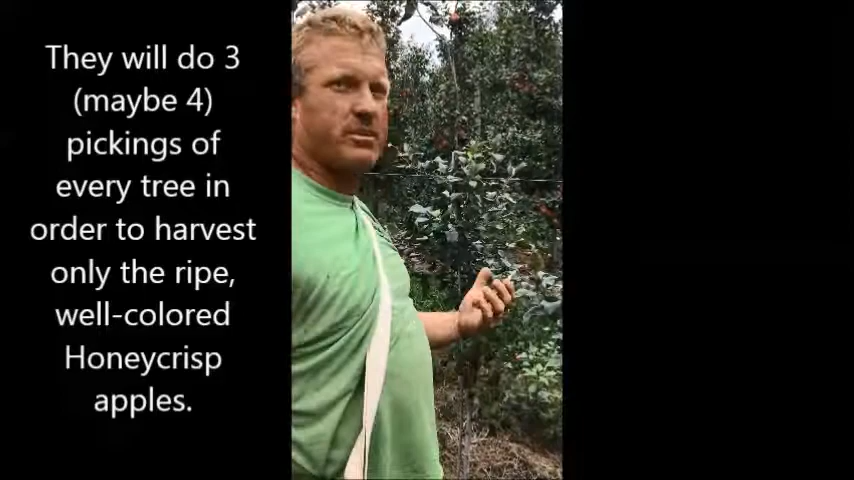 They will do 3
(maybe 4)
pickings of
every tree in
order to harvest
only the ripe,
well-colored
Honeycrisp
apples.